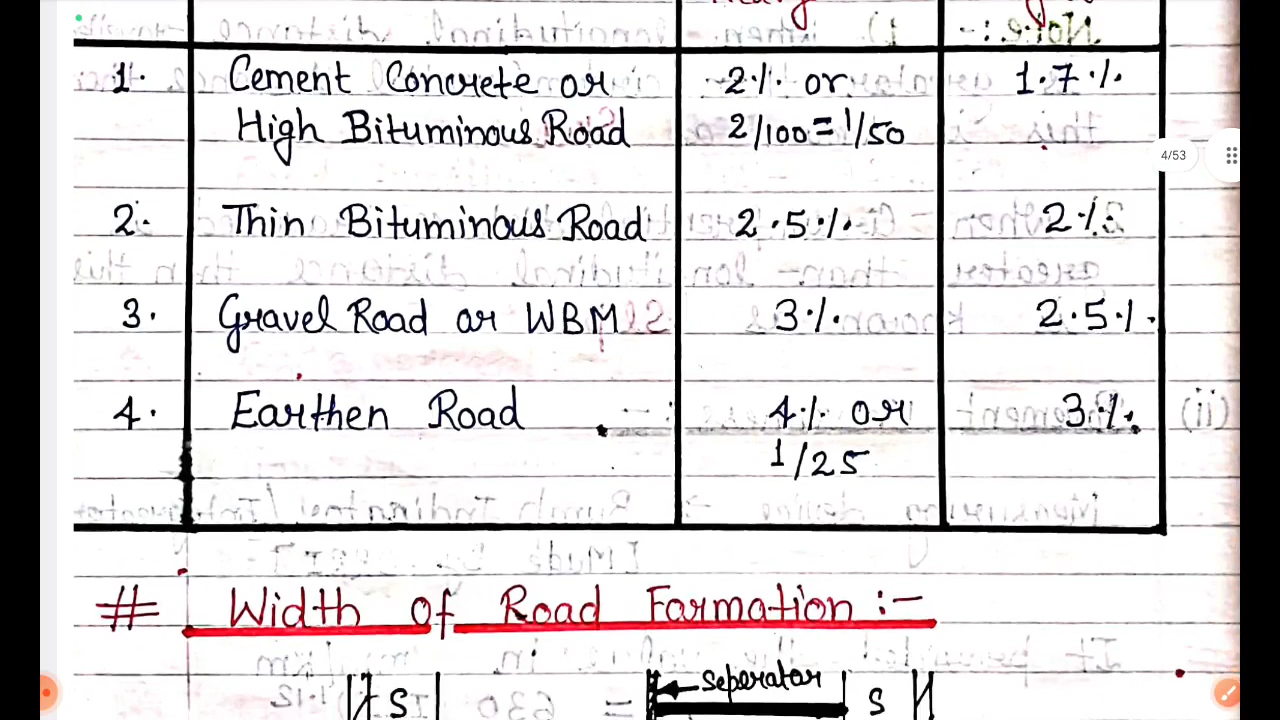 1. Cement Concrete or 2% or 1.7%
High Bituminous Road 2/100=1/50
4/53
2. Thin Bituminous Road 2.5% 2%
3. Gravel Road or WBM 3% 2.5%
4. Earthen Road 4% or 3%
1/25
# Width of Road Formation :-
seperator
S S